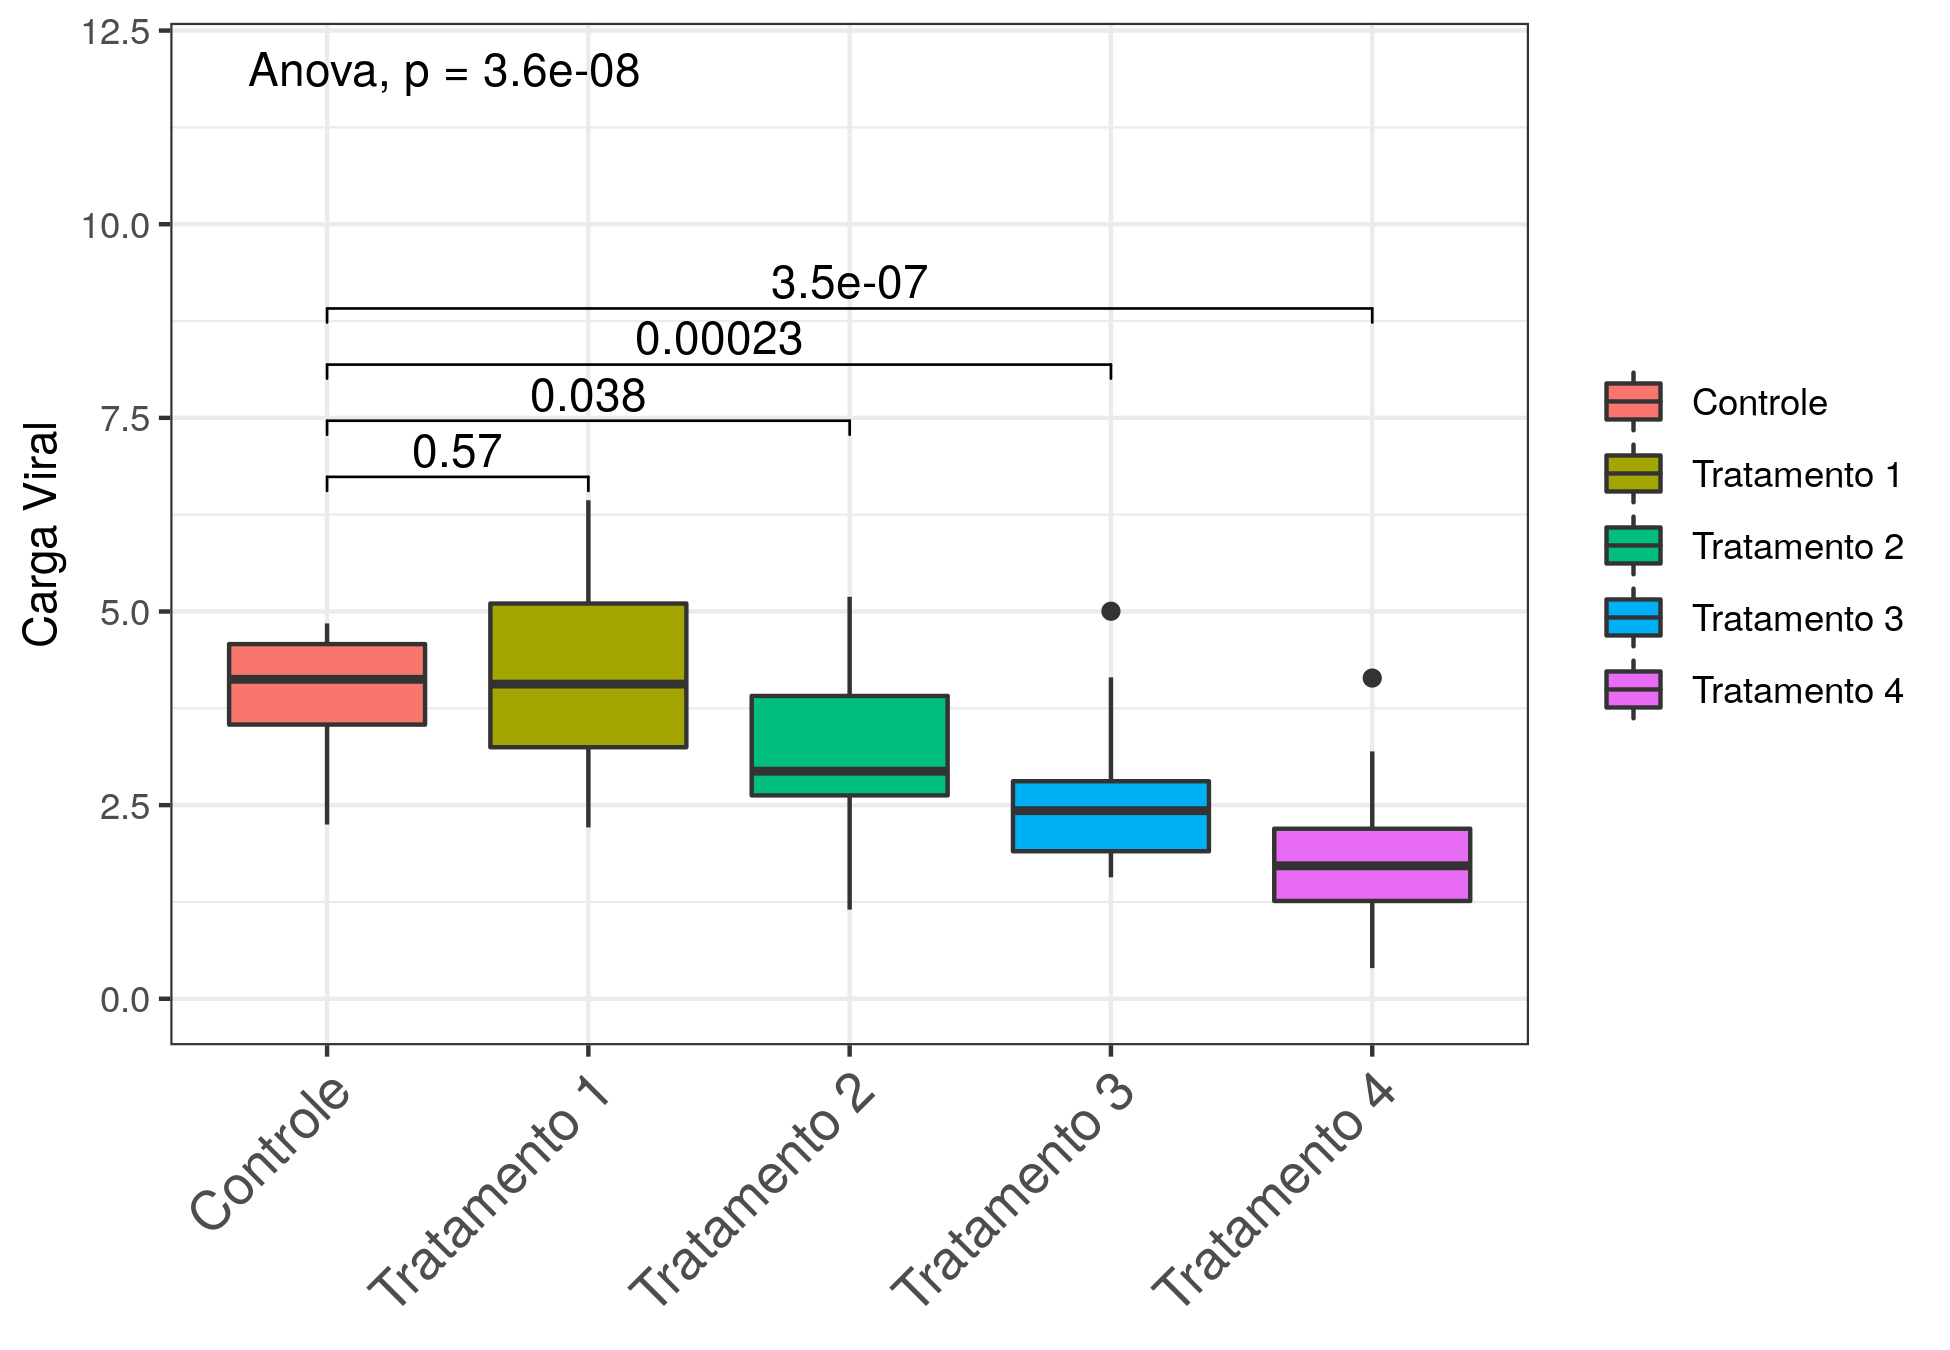 Anova, p = 3.6e-08
3.5e-07
0.00023
0.038
0.57
Carga Viral
12.5
10.0
7.5
5.0
2.5
0.0
Controle
Tratamento 1
Tratamento 2
Tratamento 3
Tratamento 4
Controle
Tratamento 1
Tratamento 2
Tratamento 3
Tratamento 4